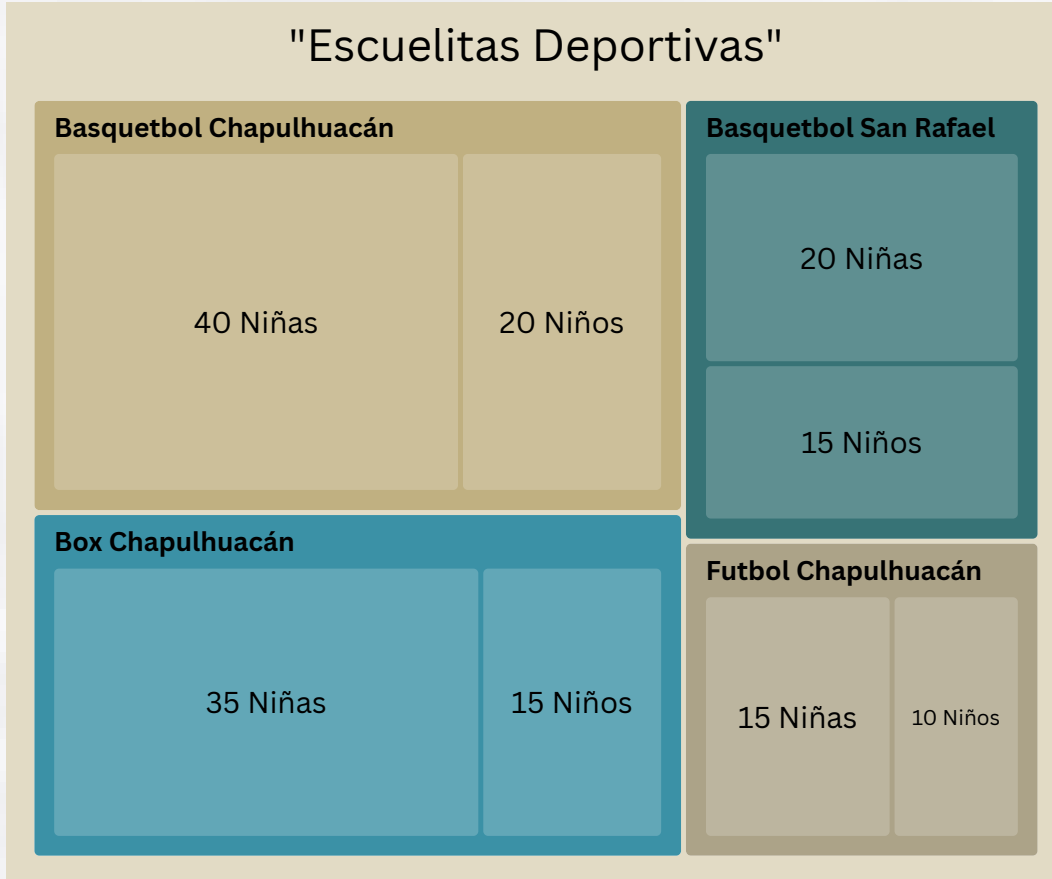 "Escuelitas Deportivas"
Basquetbol Chapulhuacán
40 Niñas
20 Niños
Basquetbol San Rafael
20 Niñas
15 Niños
Box Chapulhuacán
35 Niñas
15 Niños
Futbol Chapulhuacán
15 Niñas
10 Niños